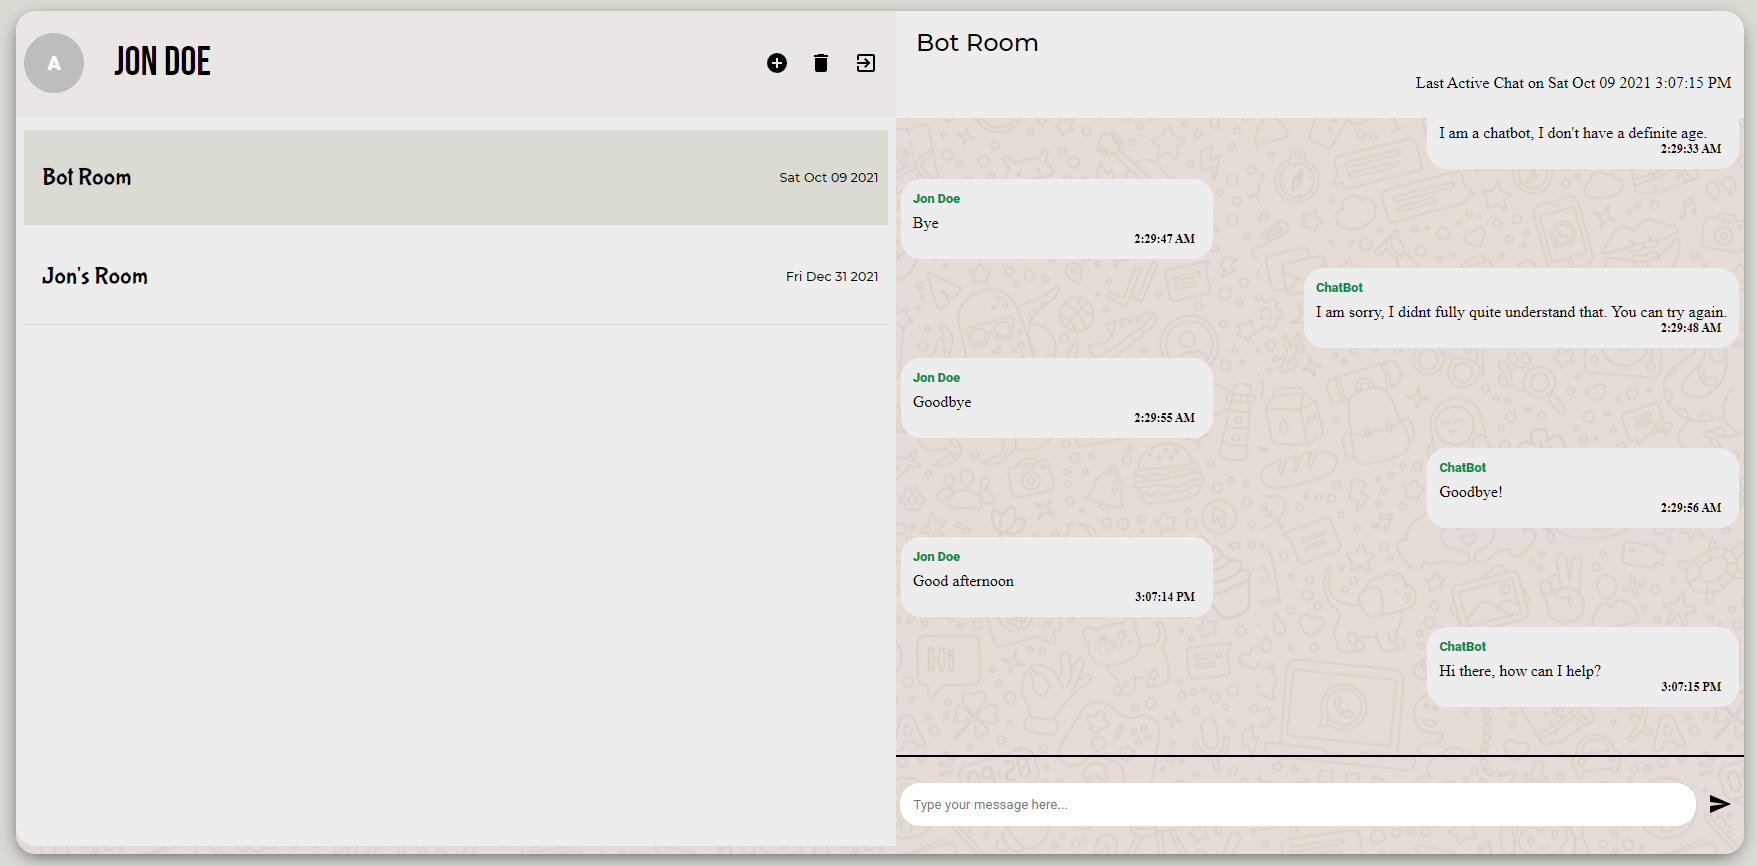 A
JON DOE
Bot Room
Sat Oct 09 2021
Jon's Room
Fri Dec 31 2021
Bot Room
Last Active Chat on Sat Oct 09 2021 3:07:15 PM
I am a chatbot, I don't have a definite age.
2:29:33 AM
Jon Doe
Bye
2:29:47 AM
ChatBot
I am sorry, I didnt fully quite understand that. You can try again.
2:29:48 AM
Jon Doe
Goodbye
2:29:55 AM
ChatBot
Goodbye!
2:29:56 AM
Jon Doe
Good afternoon
3:07:14 PM
ChatBot
Hi there, how can I help?
3:07:15 PM
Hi
09:28
Type your message here...